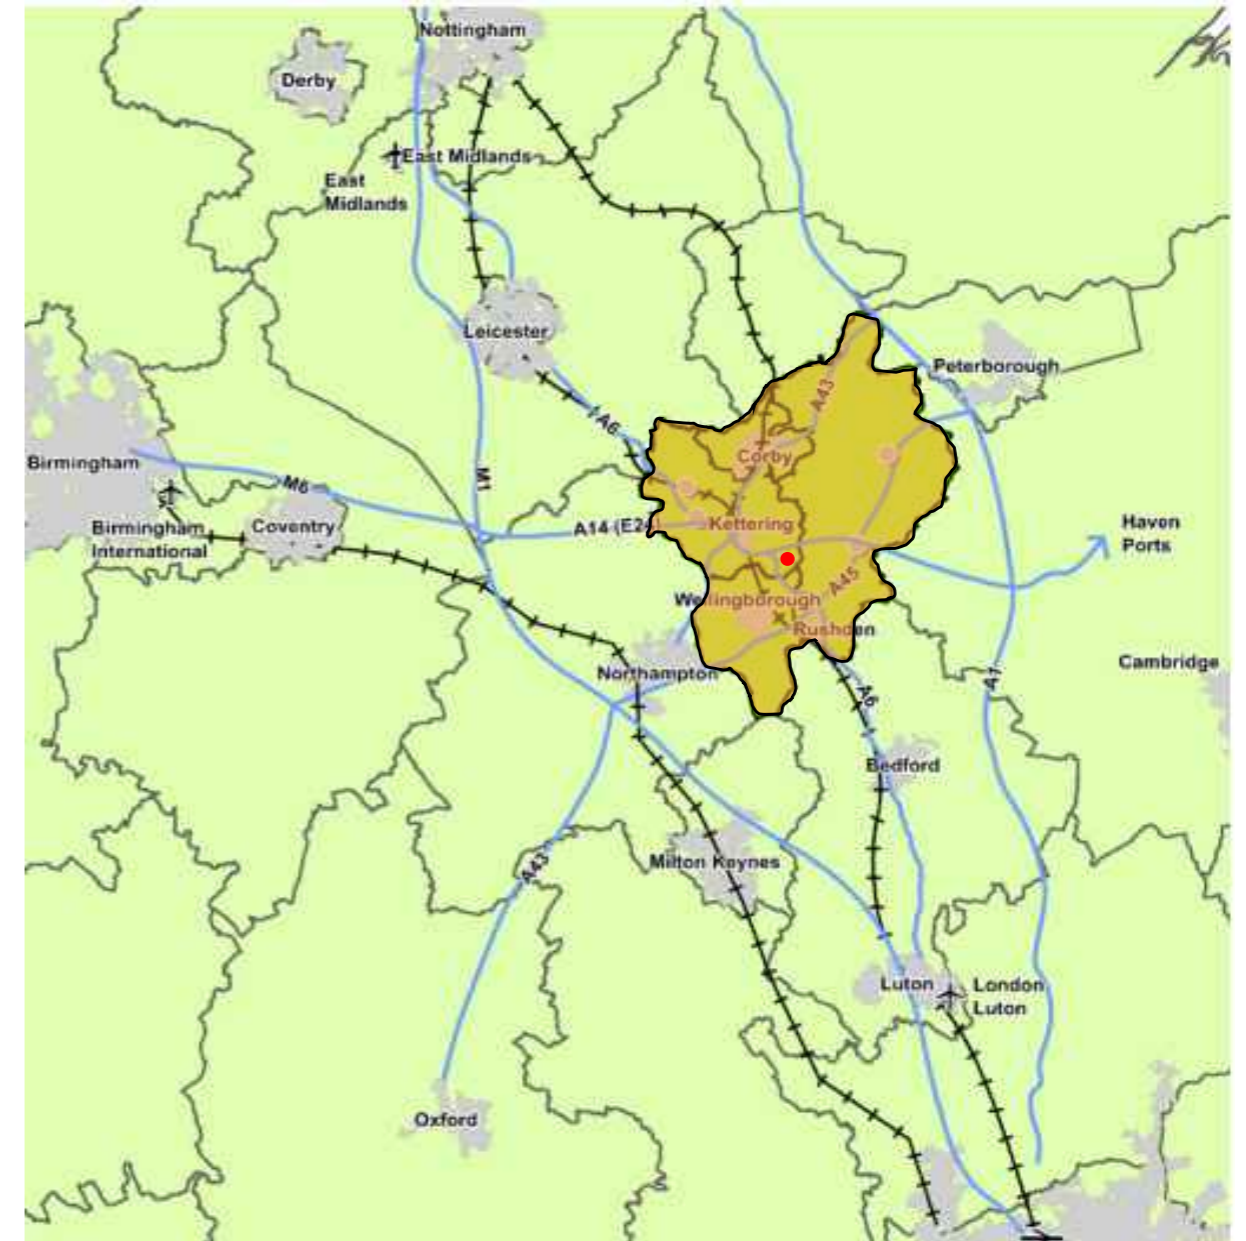 Nottingham
Derby
East Midlands
East
Midlands
Leicester
Peterborough
A43
A6
Corby
Birmingham
M6
M1
Birmingham
International
Coventry
A14 (E24)
Kettering
Haven
Ports
A45
Wellingborough
Rushden
Northampton
A6
A1
Cambridge
Bedford
Milton Keynes
A43
Luton
London
Luton
Oxford